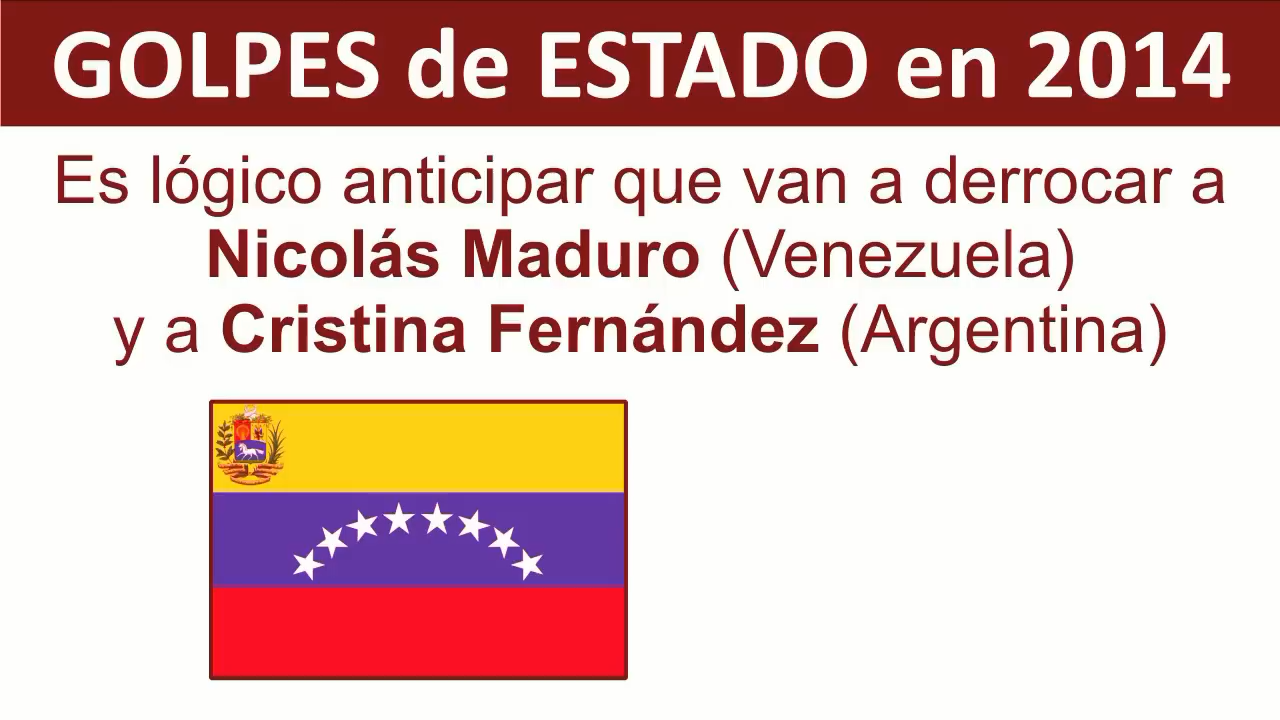 GOLPES de ESTADO en 2014
Es lógico anticipar que van a derrocar a
Nicolás Maduro (Venezuela)
y a Cristina Fernández (Argentina)